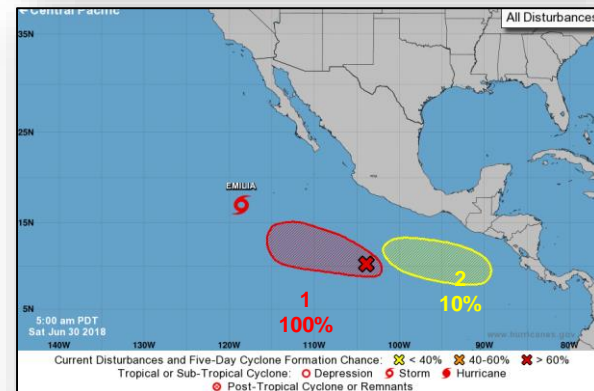 ← Central Pacific
All Disturbances
35N
25N
EMILIA
15N
2
10%
1
100%
5N
5:00 am PDT
Sat Jun 30 2018
www.hurricanes.gov
140W
130W
120W
110W
100W
90W
80W
Current Disturbances and Five-Day Cyclone Formation Chance: < 40% 40-60% > 60%
Tropical or Sub-Tropical Cyclone: Depression Storm Hurricane
Post-Tropical Cyclone or Remnants